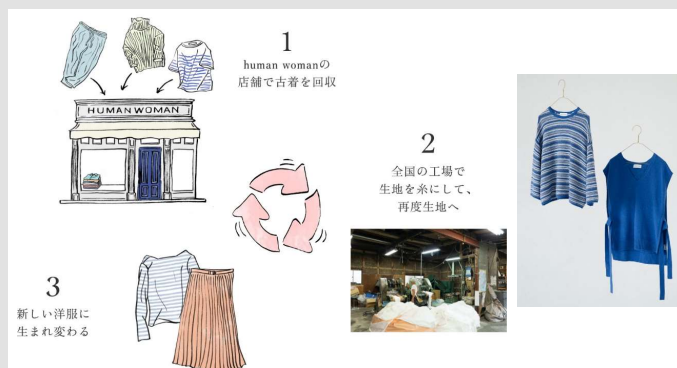 1
human womanの
店舗で古着を回収
HUMAN WOMAN
2
全国の工場で
生地を糸にして、
再度生地へ
3
新しい洋服に
生まれ変わる